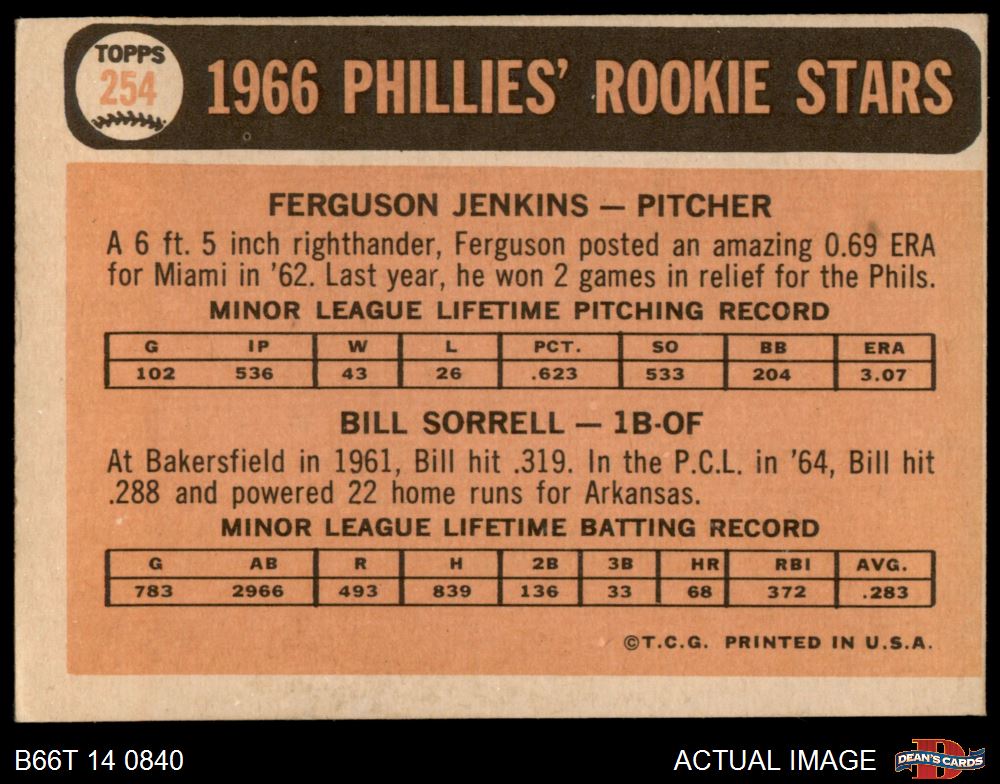 TOPPS
254
1966 PHILLIES' ROOKIE STARS
FERGUSON JENKINS — PITCHER
A 6 ft. 5 inch righthander, Ferguson posted an amazing 0.69 ERA
for Miami in '62. Last year, he won 2 games in relief for the Phils.
MINOR LEAGUE LIFETIME PITCHING RECORD
G IP W L PCT. SO BB ERA
102 536 43 26 .623 533 204 3.07
BILL SORRELL — 1B-OF
At Bakersfield in 1961, Bill hit .319. In the P.C.L. in '64, Bill hit
.288 and powered 22 home runs for Arkansas.
MINOR LEAGUE LIFETIME BATTING RECORD
G AB R H 2B 3B HR RBI AVG.
783 2966 493 839 136 33 68 372 .283
©T.C.G. PRINTED IN U.S.A.
B66T 14 0840
ACTUAL IMAGE
D
DEAN'S CARDS